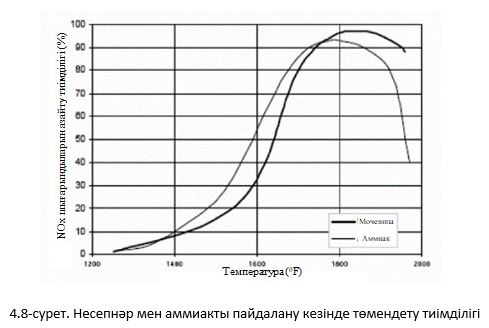 NOx шығарындыларын азайту тиімділігі (%)
100
90
80
70
60
50
40
30
20
10
0
1200 1400 1600 1800 2000
Температура (°F)
Мочевина
Аммиак
4.8-сурет. Несепнәр мен аммиакты пайдалану кезінде төмендету тиімділігі